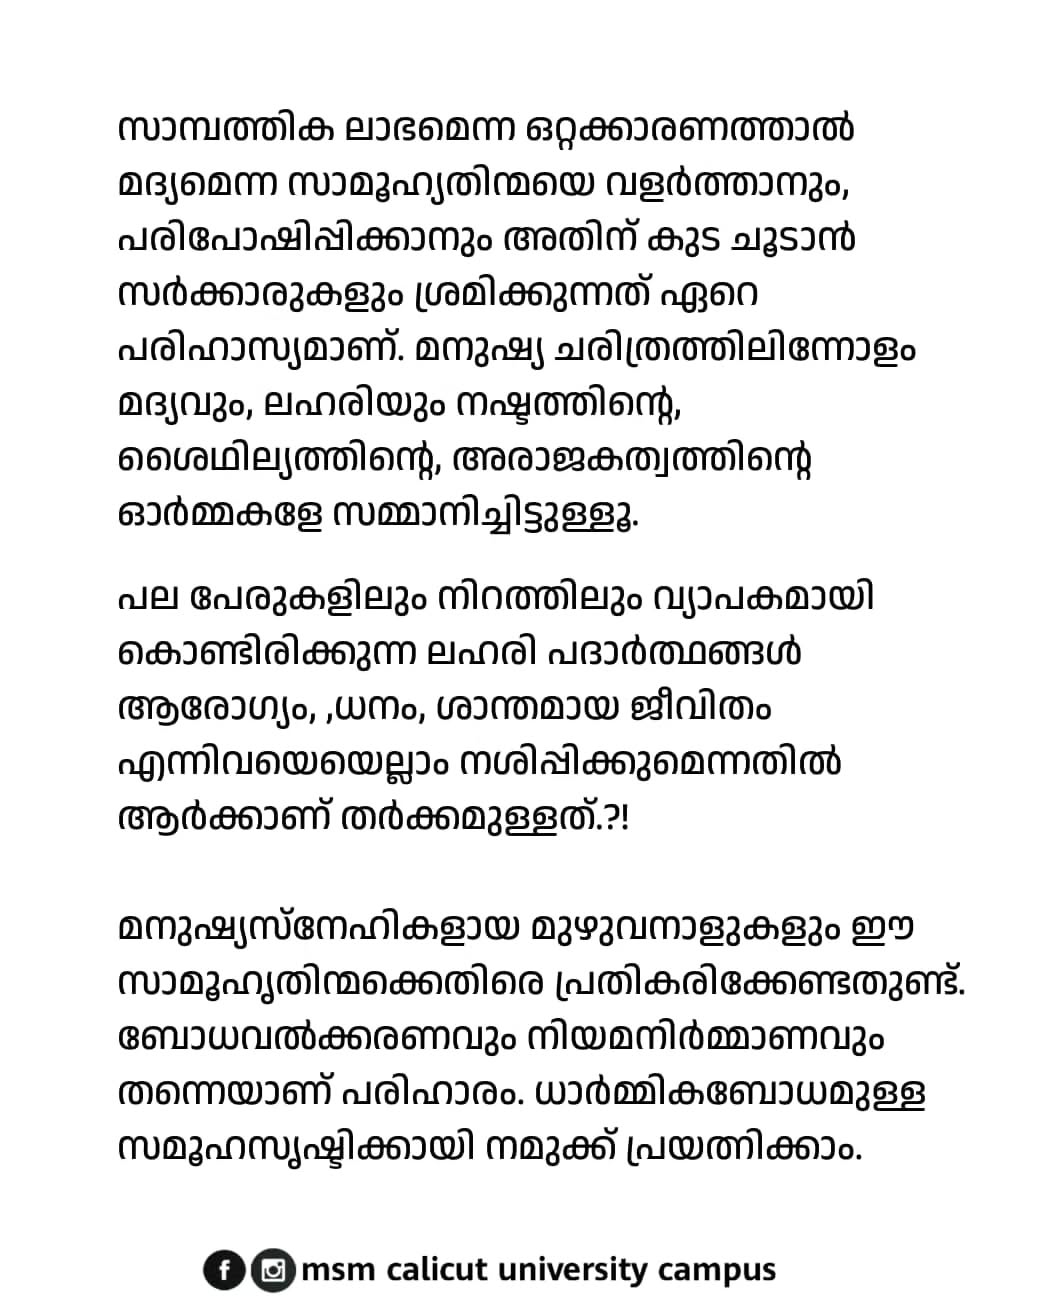 സാമ്പത്തിക ലാഭമെന്ന ഒറ്റക്കാരണത്താൽ
മദ്യമെന്ന സാമൂഹ്യതിന്മയെ വളർത്താനും,
പരിപോഷിപ്പിക്കാനും അതിന് കുട ചൂടാൻ
സർക്കാരുകളും ശ്രമിക്കുന്നത് ഏറെ
പരിഹാസ്യമാണ്. മനുഷ്യ ചരിത്രത്തിലിന്നോളം
മദ്യവും, ലഹരിയും നഷ്ടത്തിന്റെ,
ശൈഥില്യത്തിന്റെ, അരാജകത്വത്തിന്റെ
ഓർമ്മകളേ സമ്മാനിച്ചിട്ടുള്ളൂ.
പല പേരുകളിലും നിറത്തിലും വ്യാപകമായി
കൊണ്ടിരിക്കുന്ന ലഹരി പദാർത്ഥങ്ങൾ
ആരോഗ്യം, ,ധനം, ശാന്തമായ ജീവിതം
എന്നിവയെയെല്ലാം നശിപ്പിക്കുമെന്നതിൽ
ആർക്കാണ് തർക്കമുള്ളത്.?!
മനുഷ്യസ്നേഹികളായ മുഴുവനാളുകളും ഈ
സാമൂഹൃതിന്മക്കെതിരെ പ്രതികരിക്കേണ്ടതുണ്ട്.
ബോധവൽക്കരണവും നിയമനിർമ്മാണവും
തന്നെയാണ് പരിഹാരം. ധാർമ്മികബോധമുള്ള
സമൂഹസൃഷ്ടിക്കായി നമുക്ക് പ്രയത്നിക്കാം.
msm calicut university campus